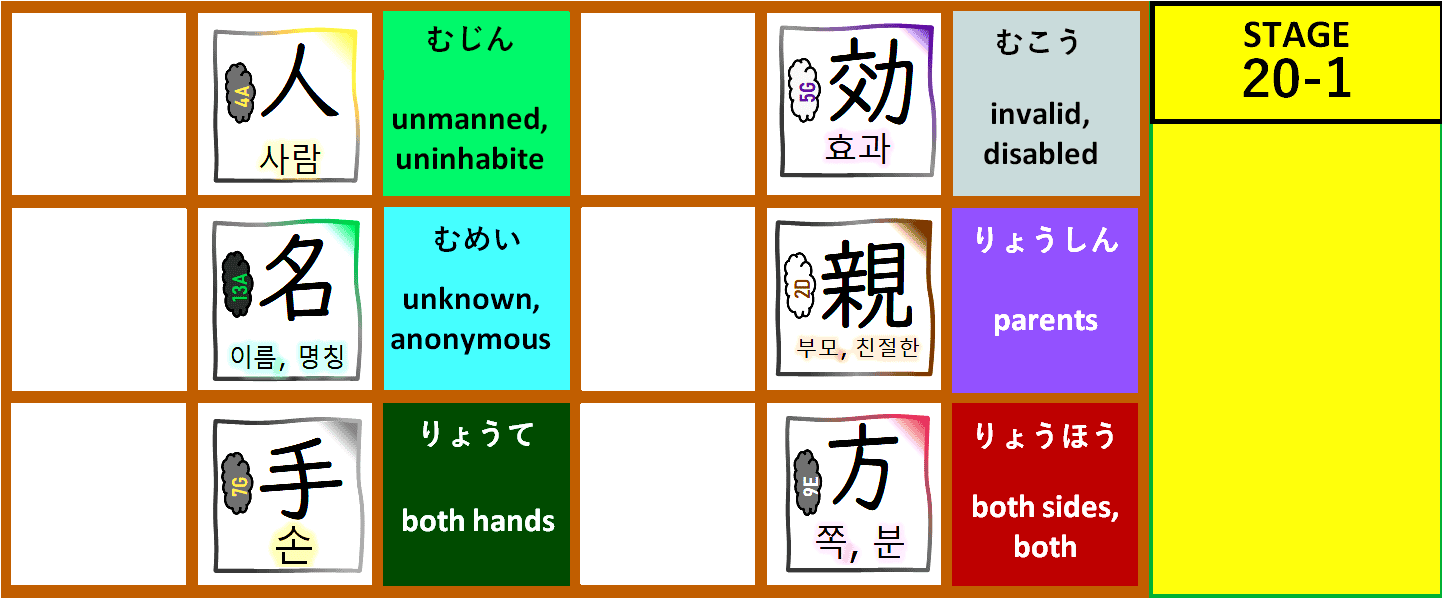 4A
人
사람
むじん
unmanned,
uninhabite
5G
効
효과
むこう
invalid,
disabled
STAGE
20-1
13A
名
이름, 명칭
むめい
unknown,
anonymous
2D
親
부모, 친절한
りょうしん
parents
7G
手
손
りょうて
both hands
9E
方
쪽, 분
りょうほう
both sides,
both